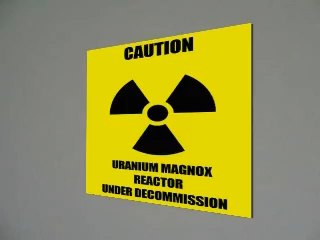 CAUTION
URANIUM MAGNOX
REACTOR
UNDER DECOMMISSION